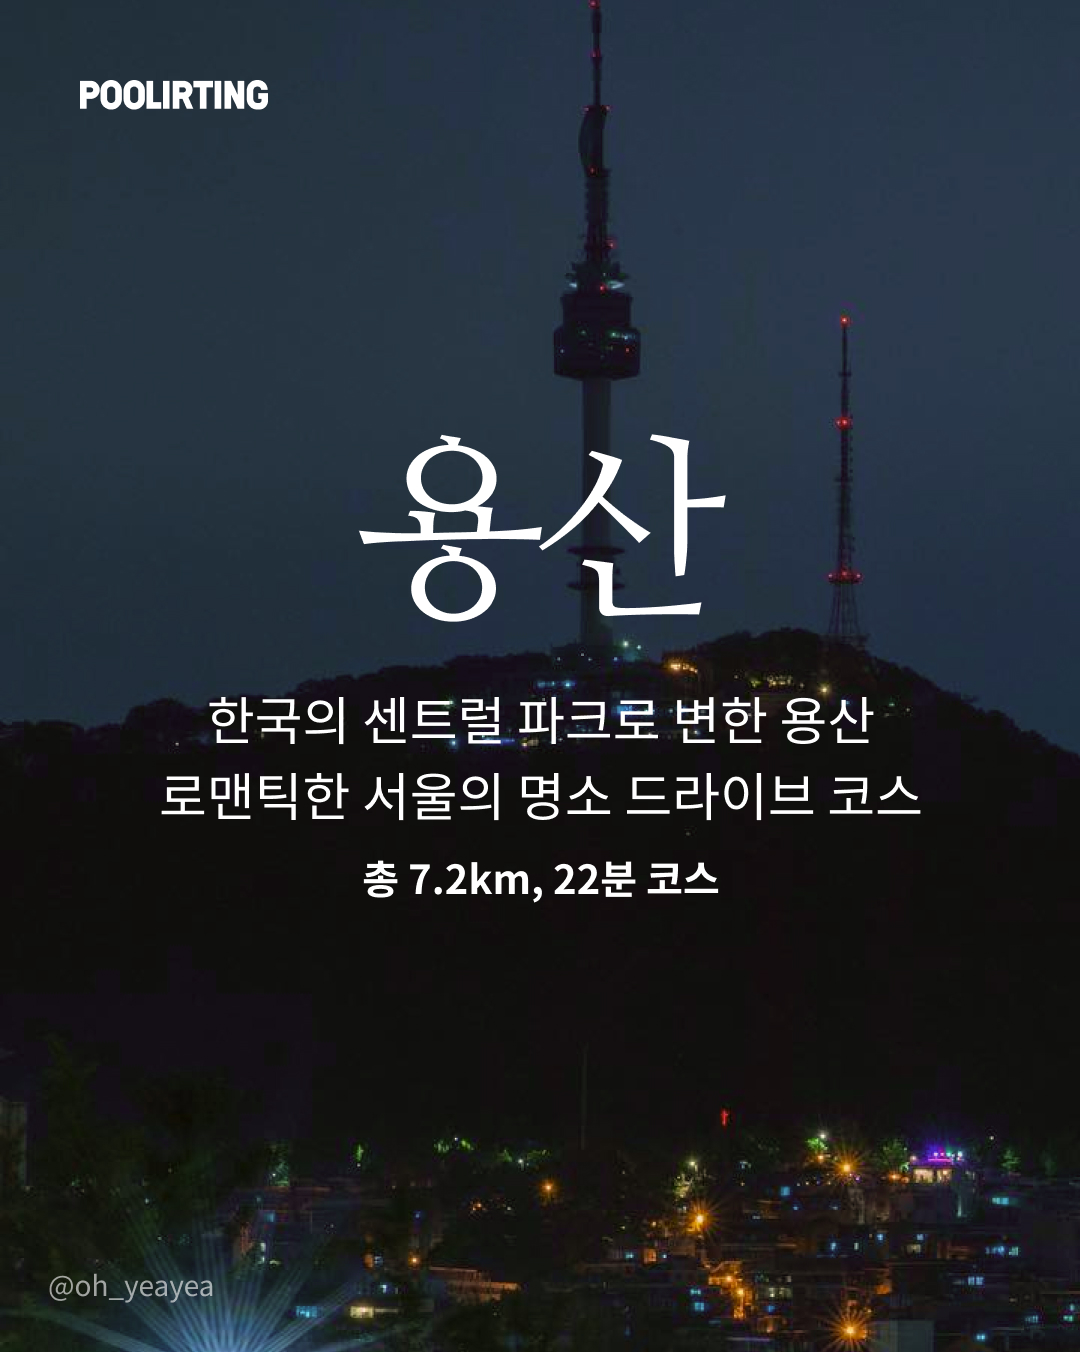 POOLIRTING
용산
한국의 센트럴 파크로 변한 용산
로맨틱한 서울의 명소 드라이브 코스
총 7.2km, 22분 코스
@oh_yeayea